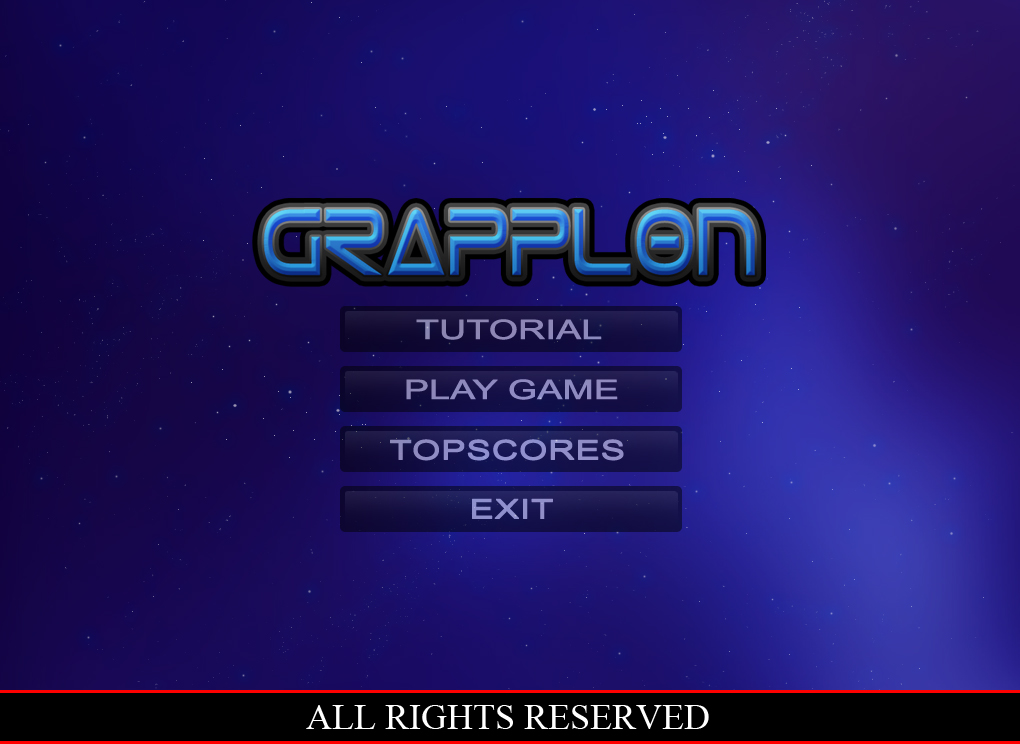 GRAPPLON
TUTORIAL
PLAY GAME
TOPSCORES
EXIT
ALL RIGHTS RESERVED